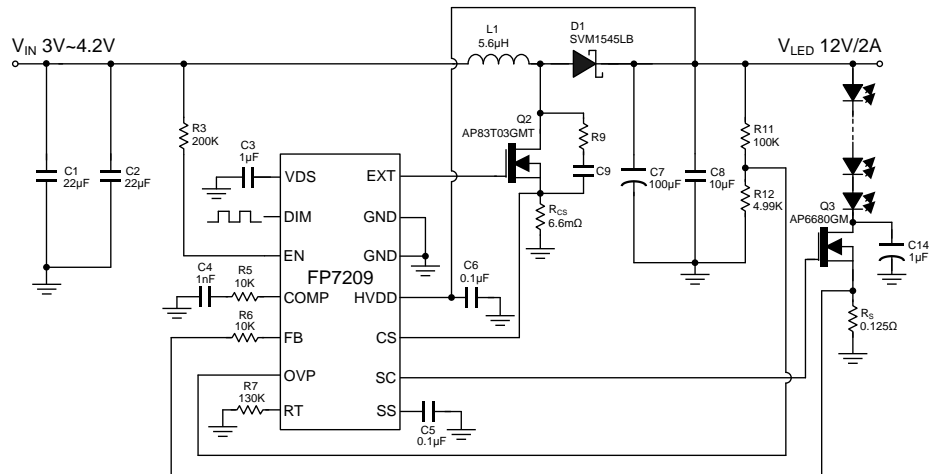 V_IN 3V~4.2V
L1
5.6µH
D1
SVM1545LB
V_LED 12V/2A
R3
200K
C1
22µF
C2
22µF
C3
1µF
Q2
AP83T03GMT
R9
C9
R_CS
6.6mΩ
C7
100µF
C8
10µF
R11
100K
R12
4.99K
Q3
AP6680GM
C14
1µF
R_S
0.125Ω
VDS
DIM
EN
COMP
FB
OVP
RT
FP7209
EXT
GND
GND
HVDD
CS
SC
SS
C4
1nF
R5
10K
R6
10K
R7
130K
C6
0.1µF
C5
0.1µF